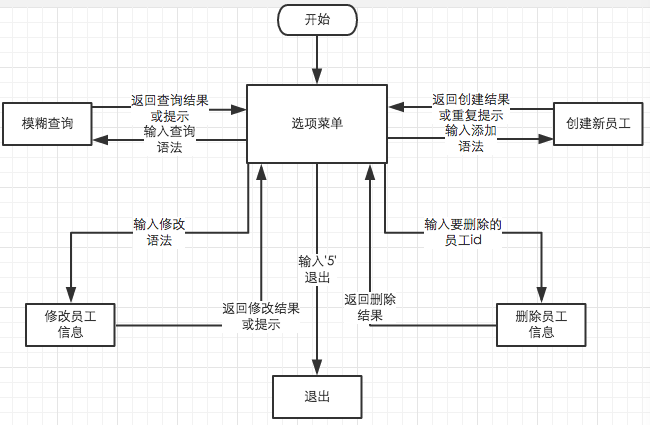 开始
返回查询结果
或提示
返回创建结果
或重复提示
模糊查询
选项菜单
创建新员工
输入查询
语法
输入添加
语法
输入修改
语法
输入要删除的
员工id
输入'5'
退出
返回修改结果
或提示
返回删除
结果
修改员工
信息
删除员工
信息
退出